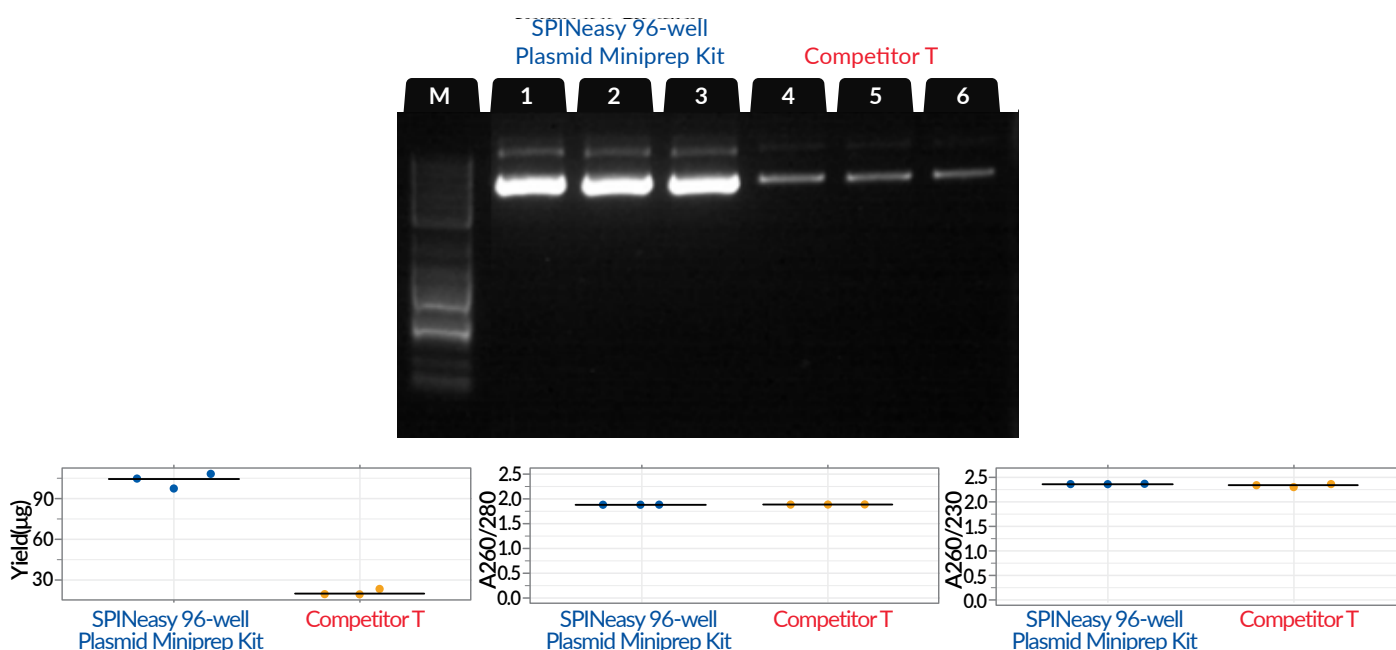 SPINeasy 96-well
Plasmid Miniprep Kit
Competitor T
M 1 2 3 4 5 6
Yield(µg)
90
60
30
SPINeasy 96-well
Plasmid Miniprep Kit
Competitor T
A260/280
2.5
2.0
1.5
1.0
0.5
0.0
SPINeasy 96-well
Plasmid Miniprep Kit
Competitor T
A260/230
2.5
2.0
1.5
1.0
0.5
0.0
SPINeasy 96-well
Plasmid Miniprep Kit
Competitor T